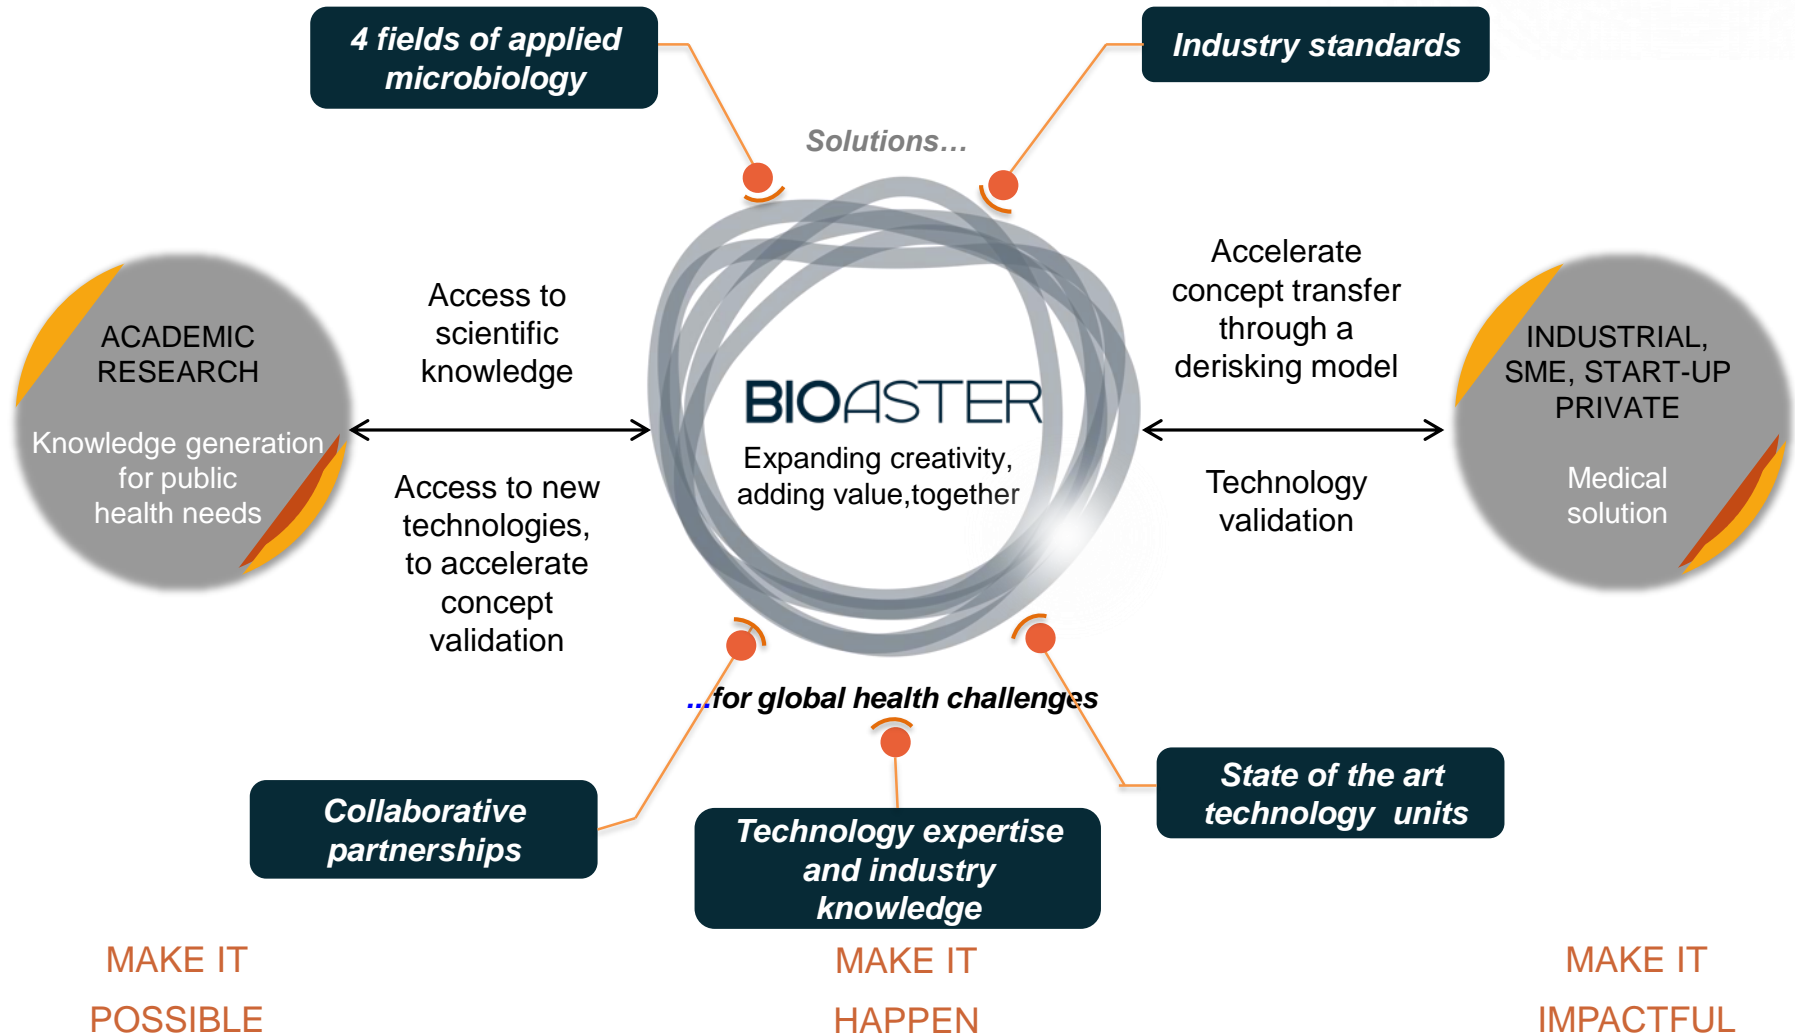 4 fields of applied
microbiology
Industry standards
Solutions…
ACADEMIC
RESEARCH
Knowledge generation
for public
health needs
Access to
scientific
knowledge
Access to new
technologies,
to accelerate
concept
validation
BIOASTER
Expanding creativity,
adding value,together
Accelerate
concept transfer
through a
derisking model
Technology
validation
INDUSTRIAL,
SME, START-UP
PRIVATE
Medical
solution
...for global health challenges
Collaborative
partnerships
Technology expertise
and industry
knowledge
State of the art
technology  units
MAKE IT
POSSIBLE
MAKE IT
HAPPEN
MAKE IT
IMPACTFUL